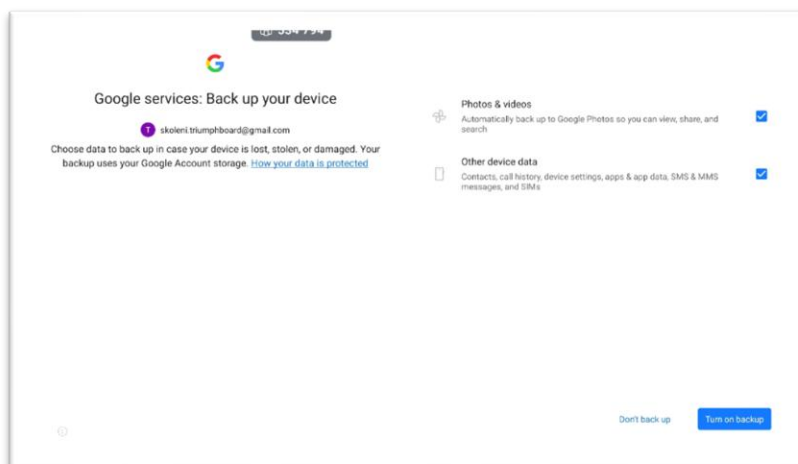 Google services: Back up your device
T
skoleni.triumphboard@gmail.com
Choose data to back up in case your device is lost, stolen, or damaged. Your
backup uses your Google Account storage. How your data is protected
Photos & videos
Automatically back up to Google Photos so you can view, share, and
search
Other device data
Contacts, call history, device settings, apps & app data, SMS & MMS
messages, and SIMs
Don't back up
Turn on backup